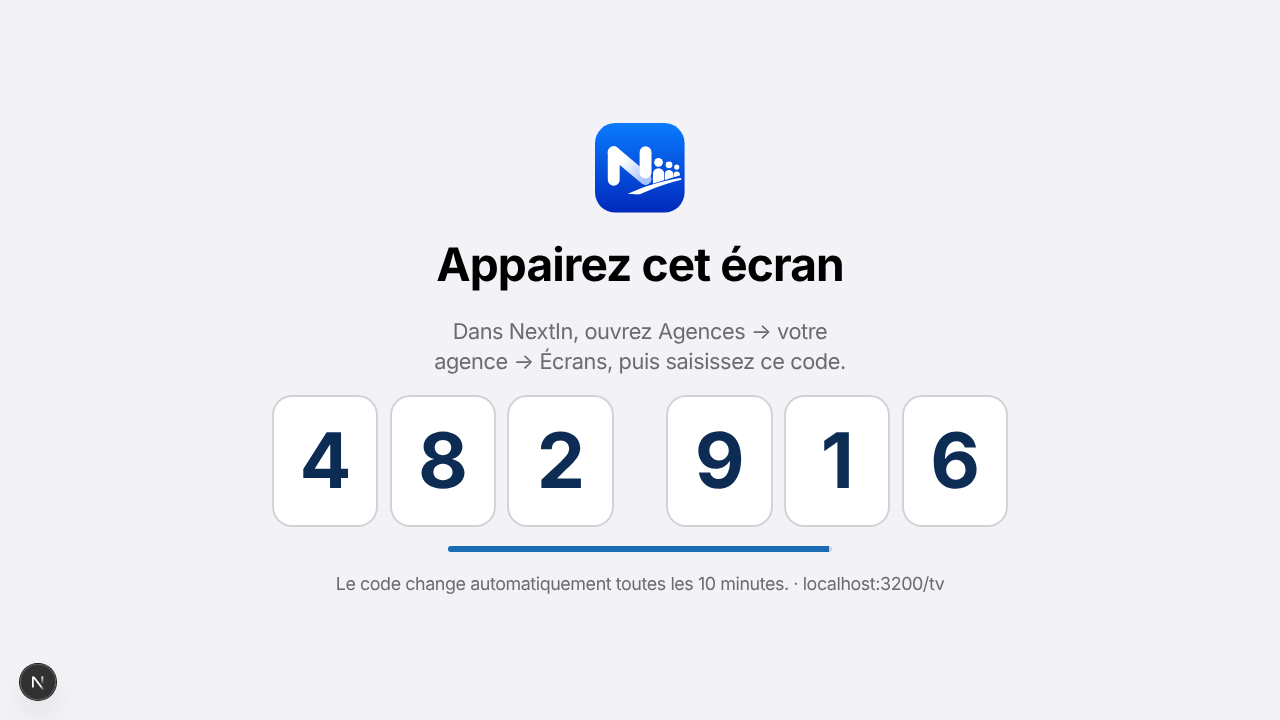 N
Appairez cet écran
Dans NextIn, ouvrez Agences → votre
agence → Écrans, puis saisissez ce code.
4 8 2 9 1 6
Le code change automatiquement toutes les 10 minutes. · localhost:3200/tv
N